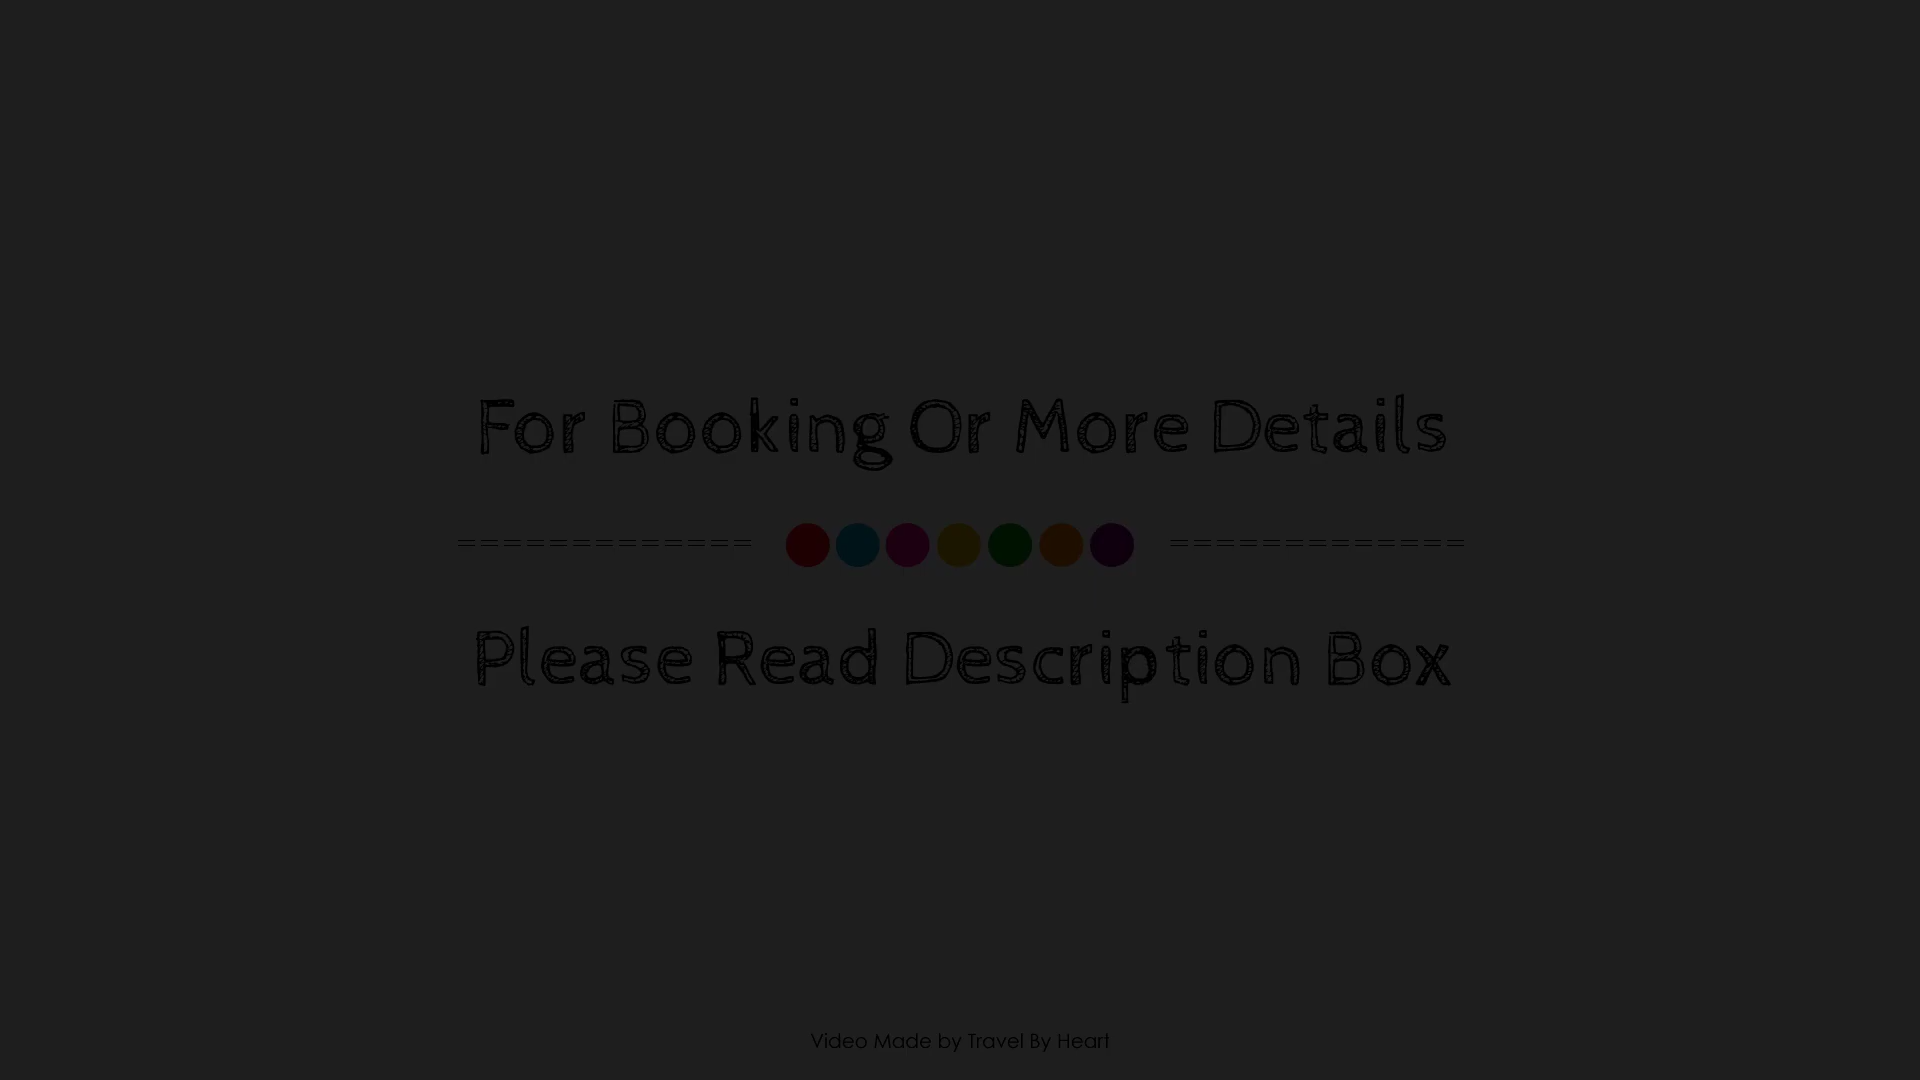 For Booking Or More Details
============= =============
Please Read Description Box
Video Made by Travel By Heart